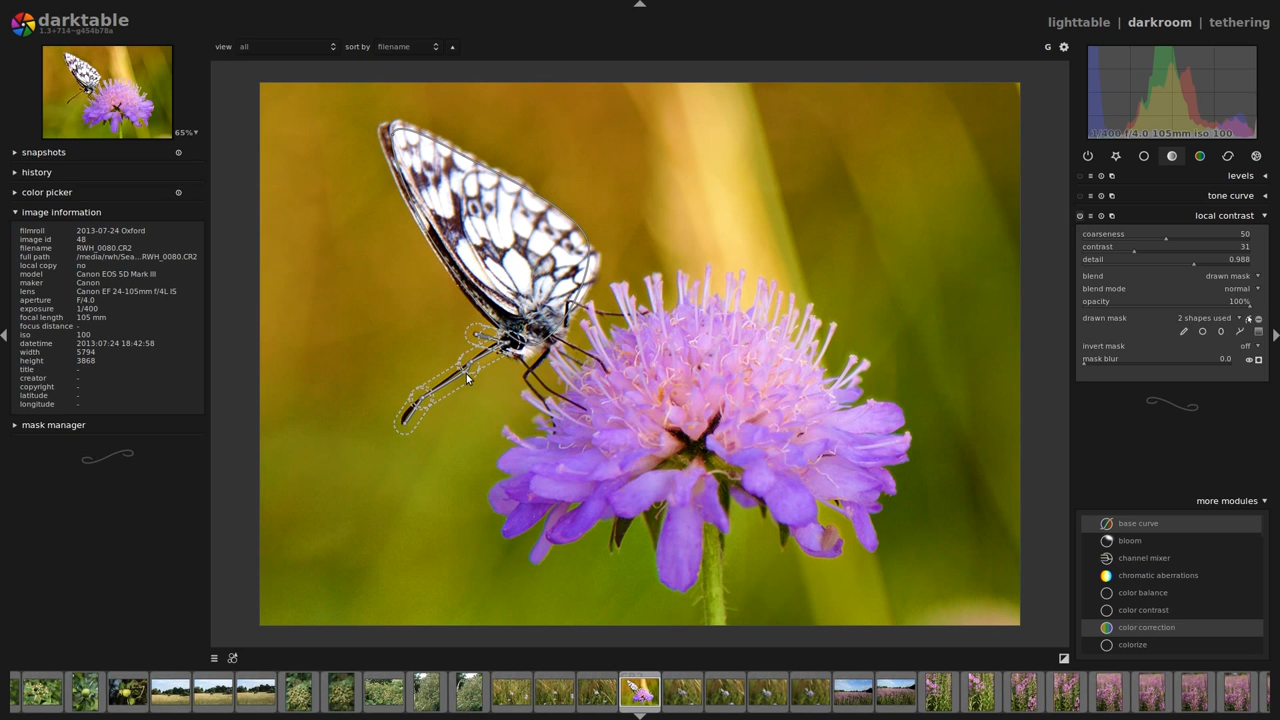 darktable
1.3+714~g454b78a
lighttable | darkroom | tethering
view all sort by filename
G
65%
1/400 f/4.0 105mm iso 100
snapshots
history
color picker
image information
filmroll 2013-07-24 Oxford
image id 48
filename RWH_0080.CR2
full path /media/rwh/Sea...RWH_0080.CR2
local copy no
model Canon EOS 5D Mark III
maker Canon
lens Canon EF 24-105mm f/4L IS
aperture F/4.0
exposure 1/400
focal length 105 mm
focus distance -
iso 100
datetime 2013:07:24 18:42:58
width 5794
height 3868
title -
creator -
copyright -
latitude -
longitude -
mask manager
levels
tone curve
local contrast
coarseness 50
contrast 31
detail 0.988
blend drawn mask
blend mode normal
opacity 100%
drawn mask 2 shapes used
invert mask off
mask blur 0.0
more modules
base curve
bloom
channel mixer
chromatic aberrations
color balance
color contrast
color correction
colorize